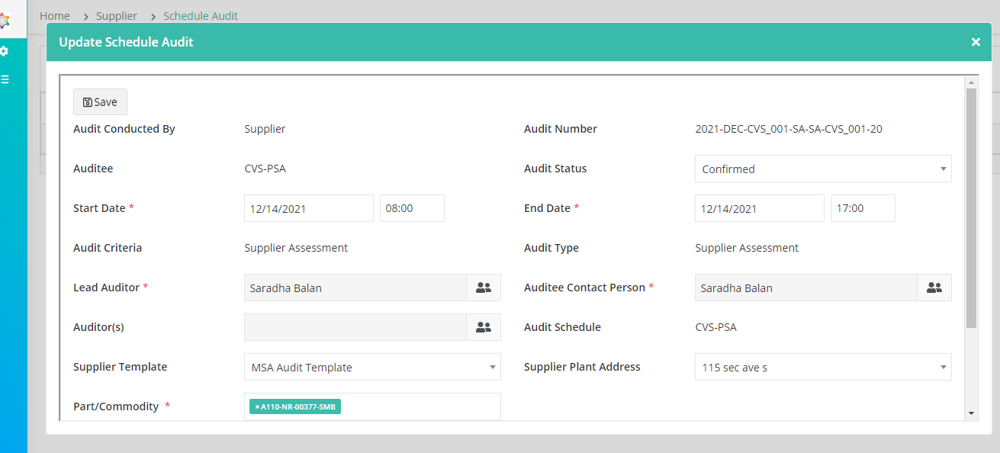 Home > Supplier > Schedule Audit
Update Schedule Audit ×
Save
Audit Conducted By Supplier Audit Number 2021-DEC-CVS_001-SA-SA-CVS_001-20
Auditee CVS-PSA Audit Status Confirmed
Start Date * 12/14/2021 08:00 End Date * 12/14/2021 17:00
Audit Criteria Supplier Assessment Audit Type Supplier Assessment
Lead Auditor * Saradha Balan Auditee Contact Person * Saradha Balan
Auditor(s) Audit Schedule CVS-PSA
Supplier Template MSA Audit Template Supplier Plant Address 115 sec ave s
Part/Commodity * × A110-NR-00377-SMB